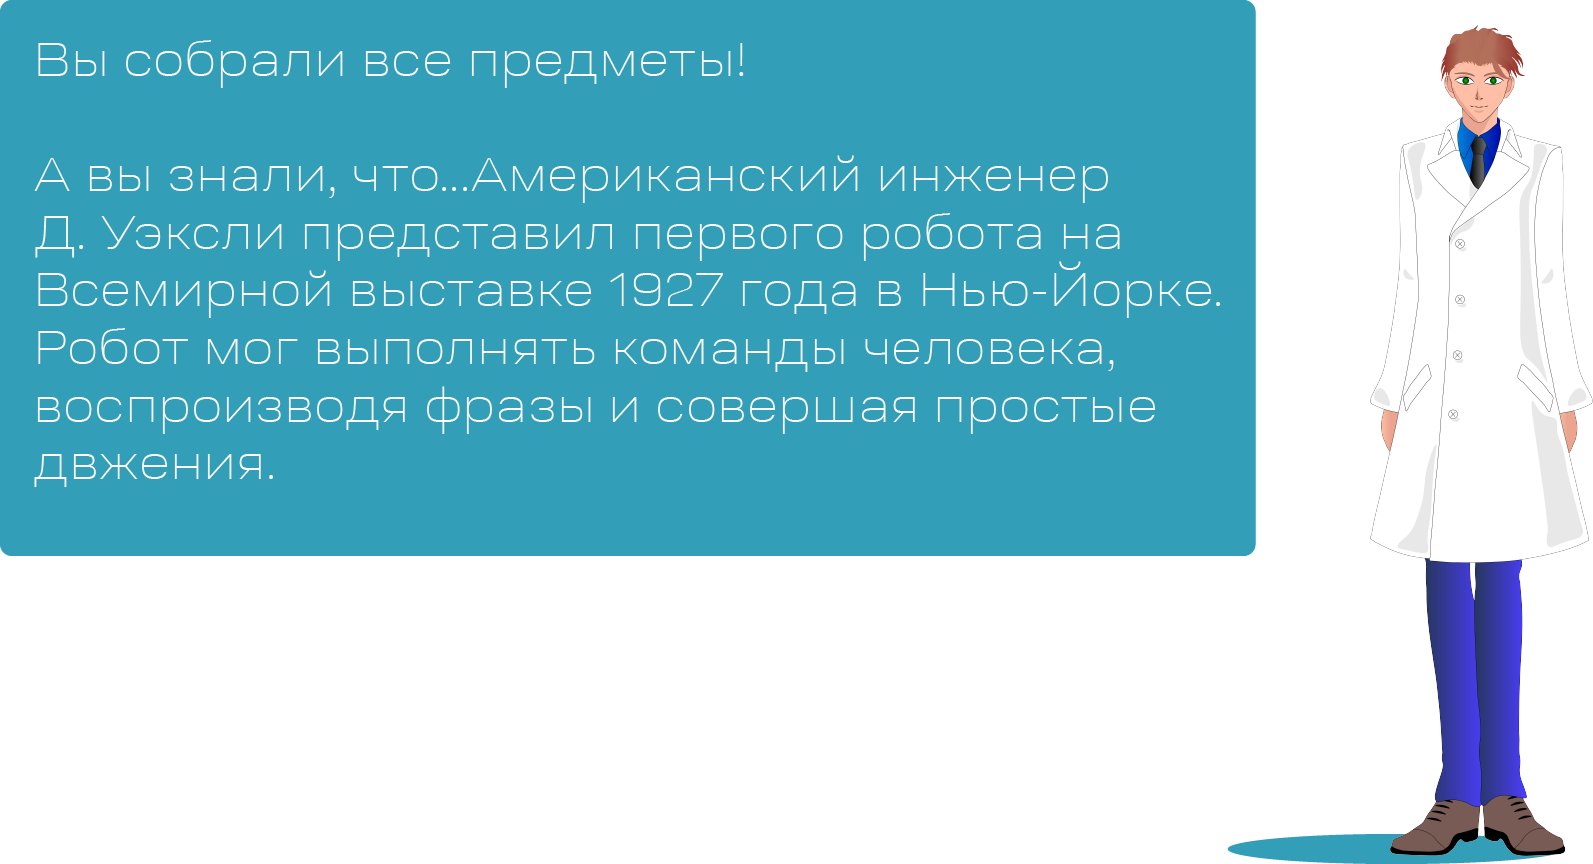 Вы собрали все предметы!
А вы знали, что...Американский инженер
Д. Уэксли представил первого робота на
Всемирной выставке 1927 года в Нью-Йорке.
Робот мог выполнять команды человека,
воспроизводя фразы и совершая простые
двжения.